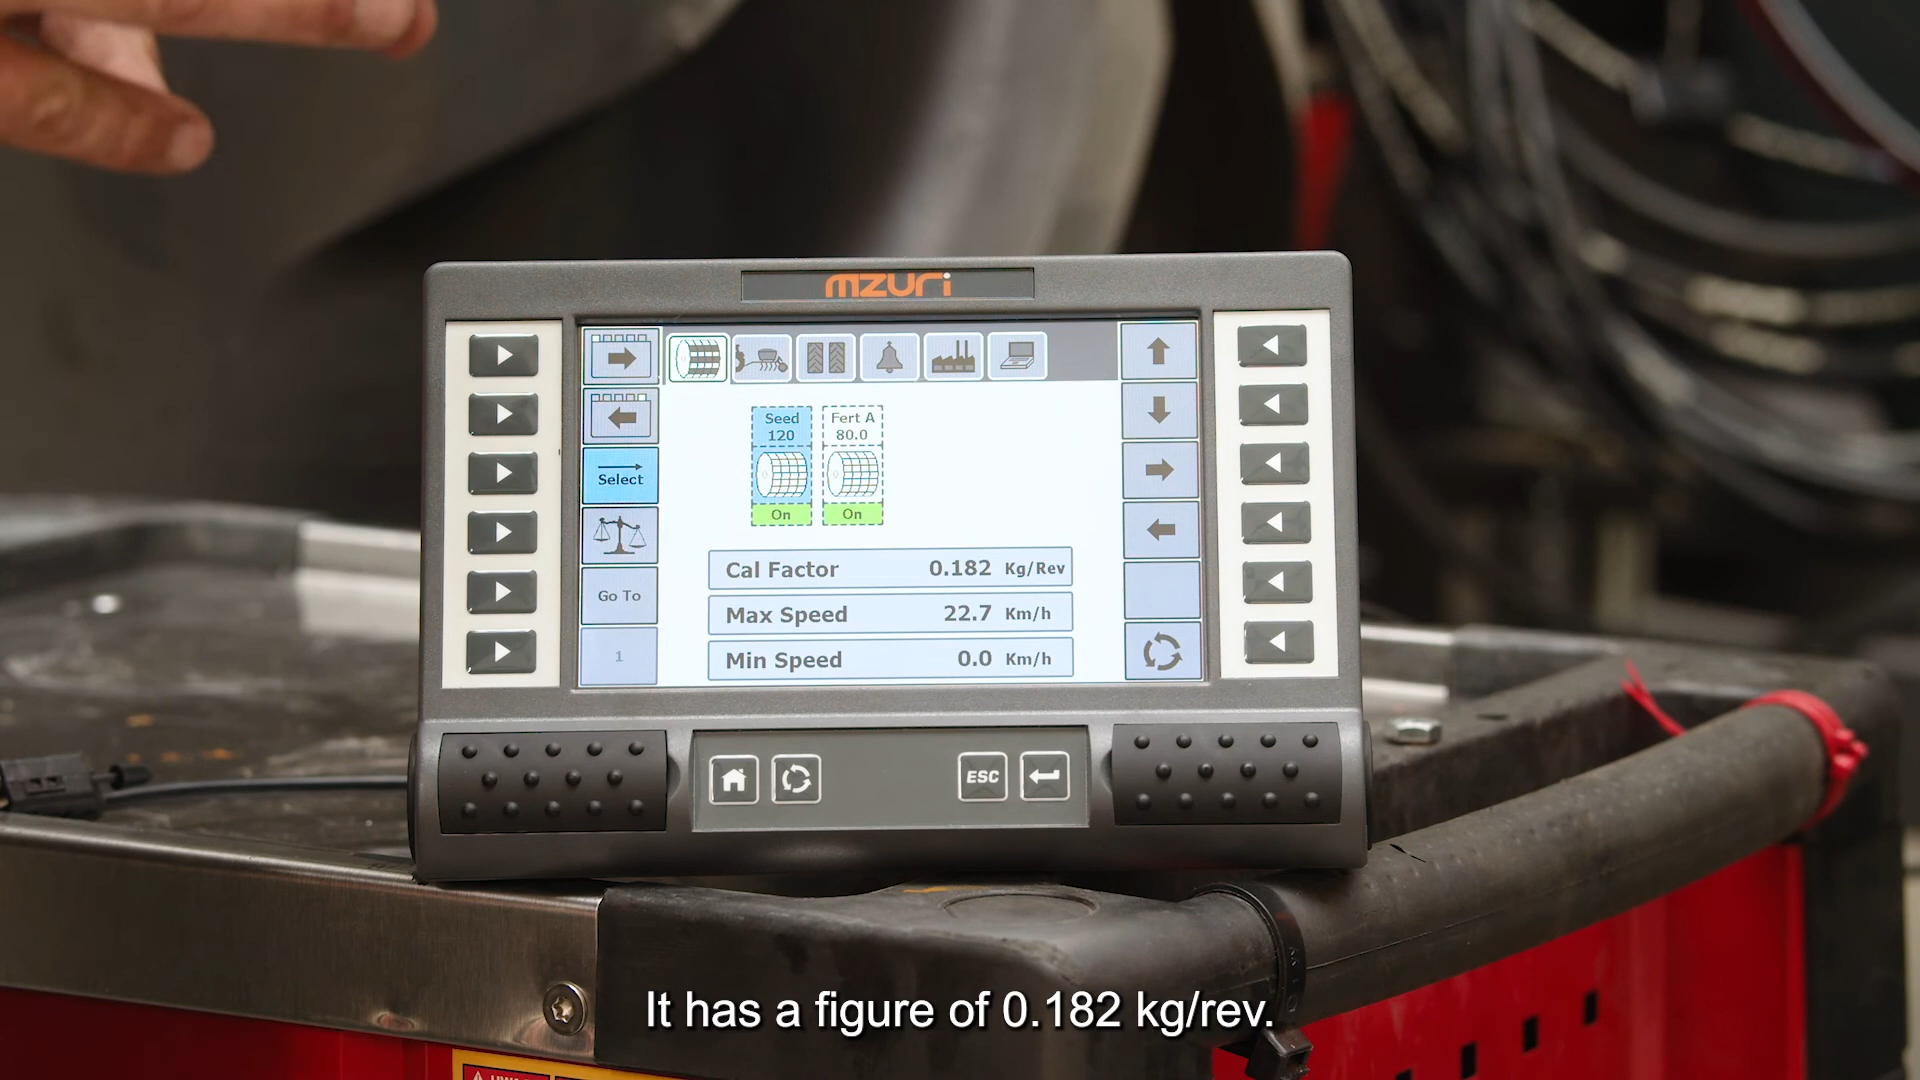 mzuri
Seed
120
Fert A
80.0
Select
On
On
Cal Factor 0.182 Kg/Rev
Go To
Max Speed 22.7 Km/h
1
Min Speed 0.0 Km/h
ESC
It has a figure of 0.182 kg/rev.